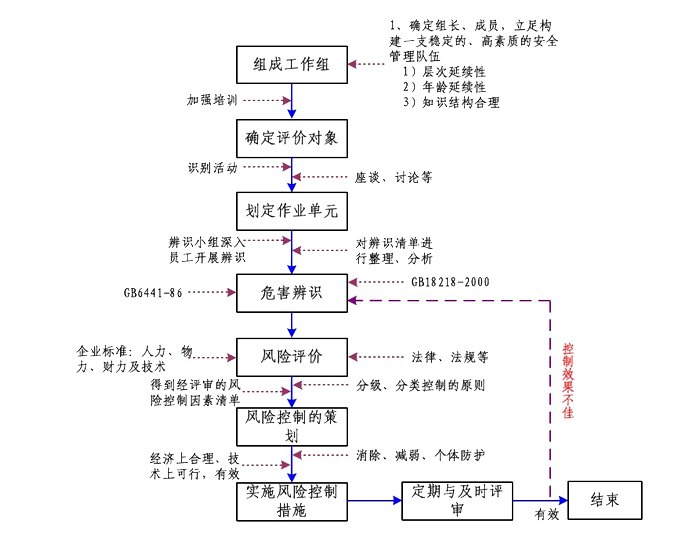 1、确定组长、成员，立足构
建一支稳定的、高素质的安全
管理队伍
1）层次延续性
2）年龄延续性
3）知识结构合理
组成工作组
加强培训
确定评价对象
识别活动
座谈、讨论等
划定作业单元
辨识小组深入
员工开展辨识
对辨识清单进
行整理、分析
GB6441-86
危害辨识
GB18218-2000
企业标准：人力、物
力、财力及技术
风险评价
法律、法规等
控制效果不佳
得到经评审的风
险控制因素清单
分级、分类控制的原则
风险控制的策
划
经济上合理、技
术上可行，有效
消除、减弱、个体防护
实施风险控制
措施
定期与及时评
审
有效
结束